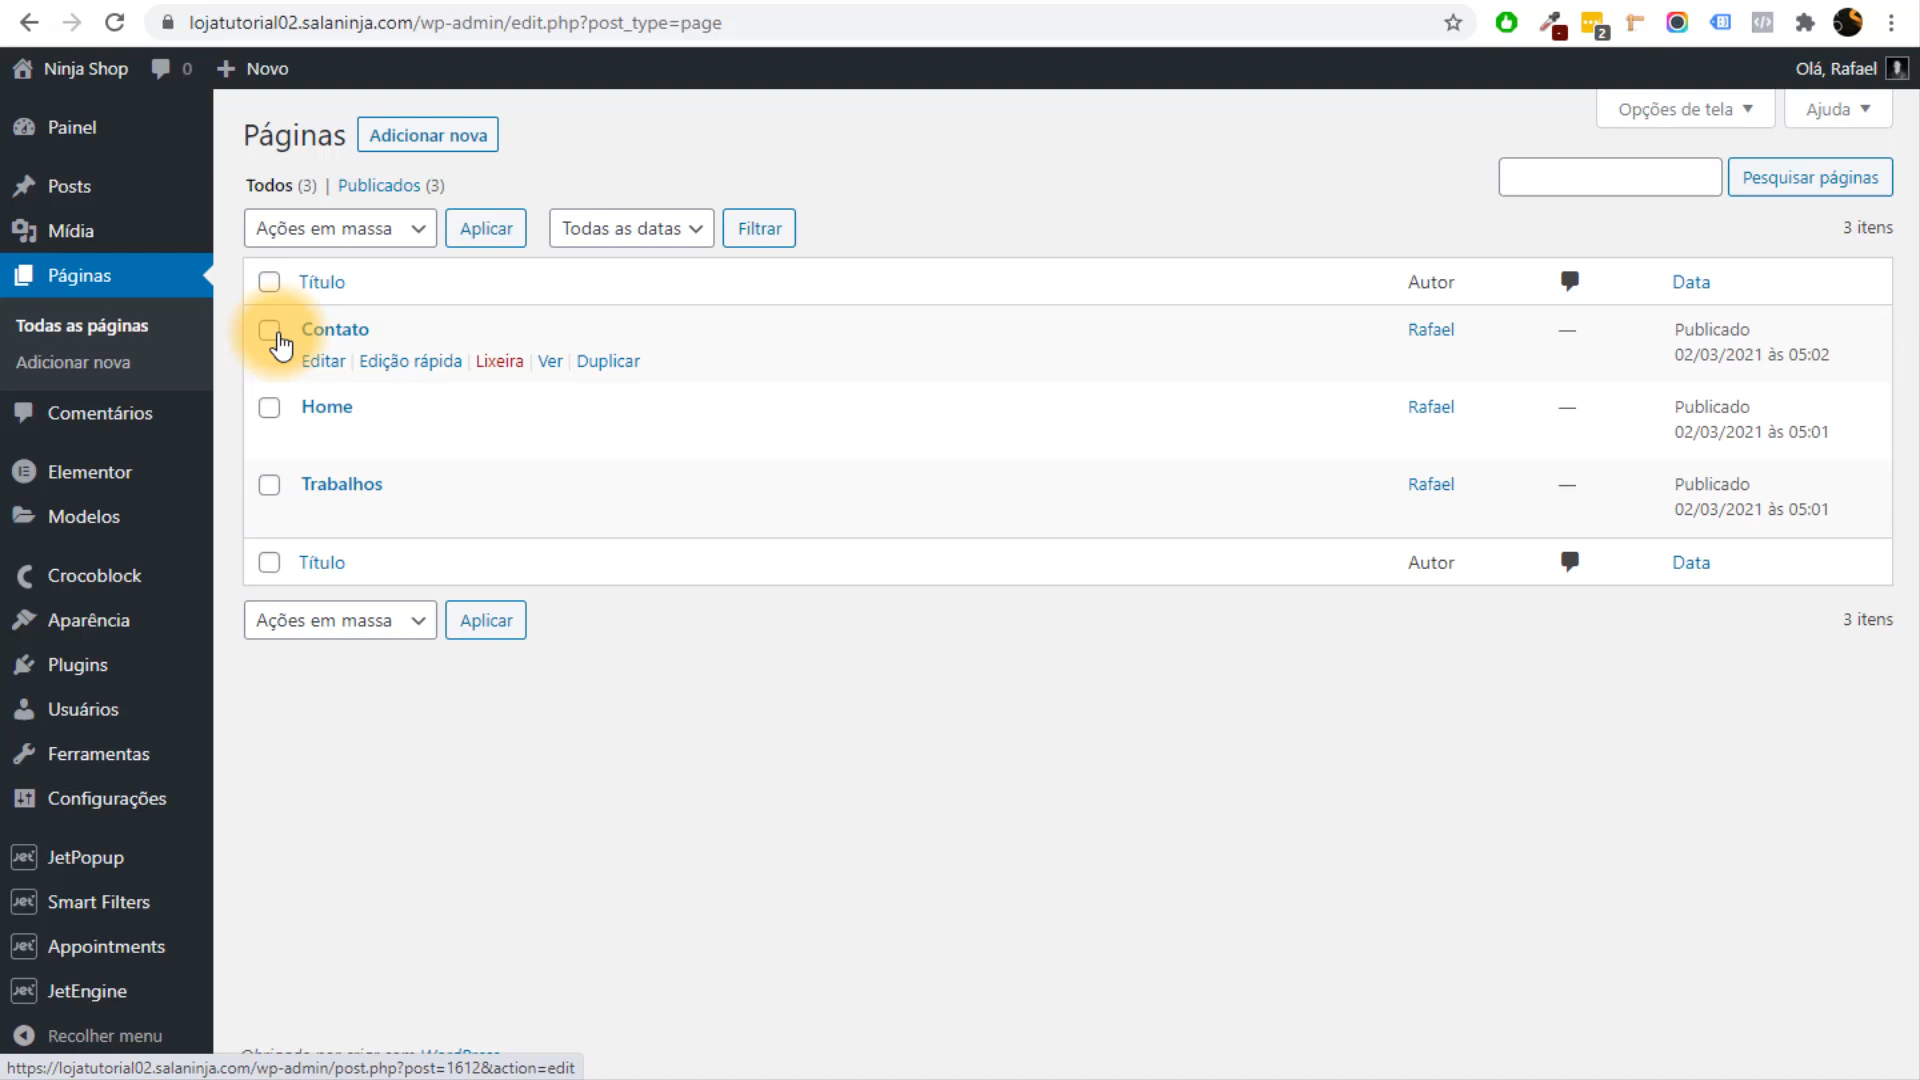 lojatutorial02.salaninja.com/wp-admin/edit.php?post_type=page
2
Ninja Shop 0 Novo
Olá, Rafael
Painel
Posts
Mídia
Páginas
Todas as páginas
Adicionar nova
Comentários
Elementor
Modelos
Crocoblock
Aparência
Plugins
Usuários
Ferramentas
Configurações
JetPopup
Smart Filters
Appointments
JetEngine
Recolher menu
Opções de tela Ajuda
Páginas Adicionar nova
Todos (3) | Publicados (3)
Pesquisar páginas
Ações em massa Aplicar Todas as datas Filtrar
3 itens
Título Autor Data
Contato Rafael — Publicado
02/03/2021 às 05:02
Editar | Edição rápida | Lixeira | Ver | Duplicar
Home Rafael — Publicado
02/03/2021 às 05:01
Trabalhos Rafael — Publicado
02/03/2021 às 05:01
Título Autor Data
Ações em massa Aplicar
3 itens
https://lojatutorial02.salaninja.com/wp-admin/post.php?post=1612&action=edit